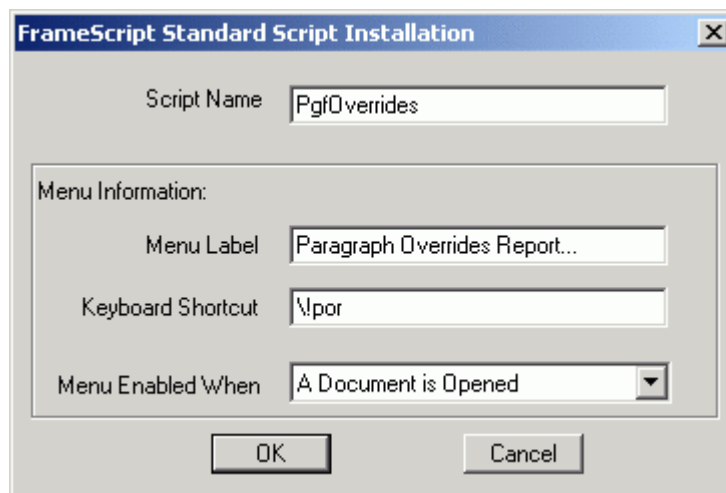 FrameScript Standard Script Installation
Script Name PgfOverrides
Menu Information:
Menu Label Paragraph Overrides Report...
Keyboard Shortcut \!por
Menu Enabled When A Document is Opened
OK Cancel